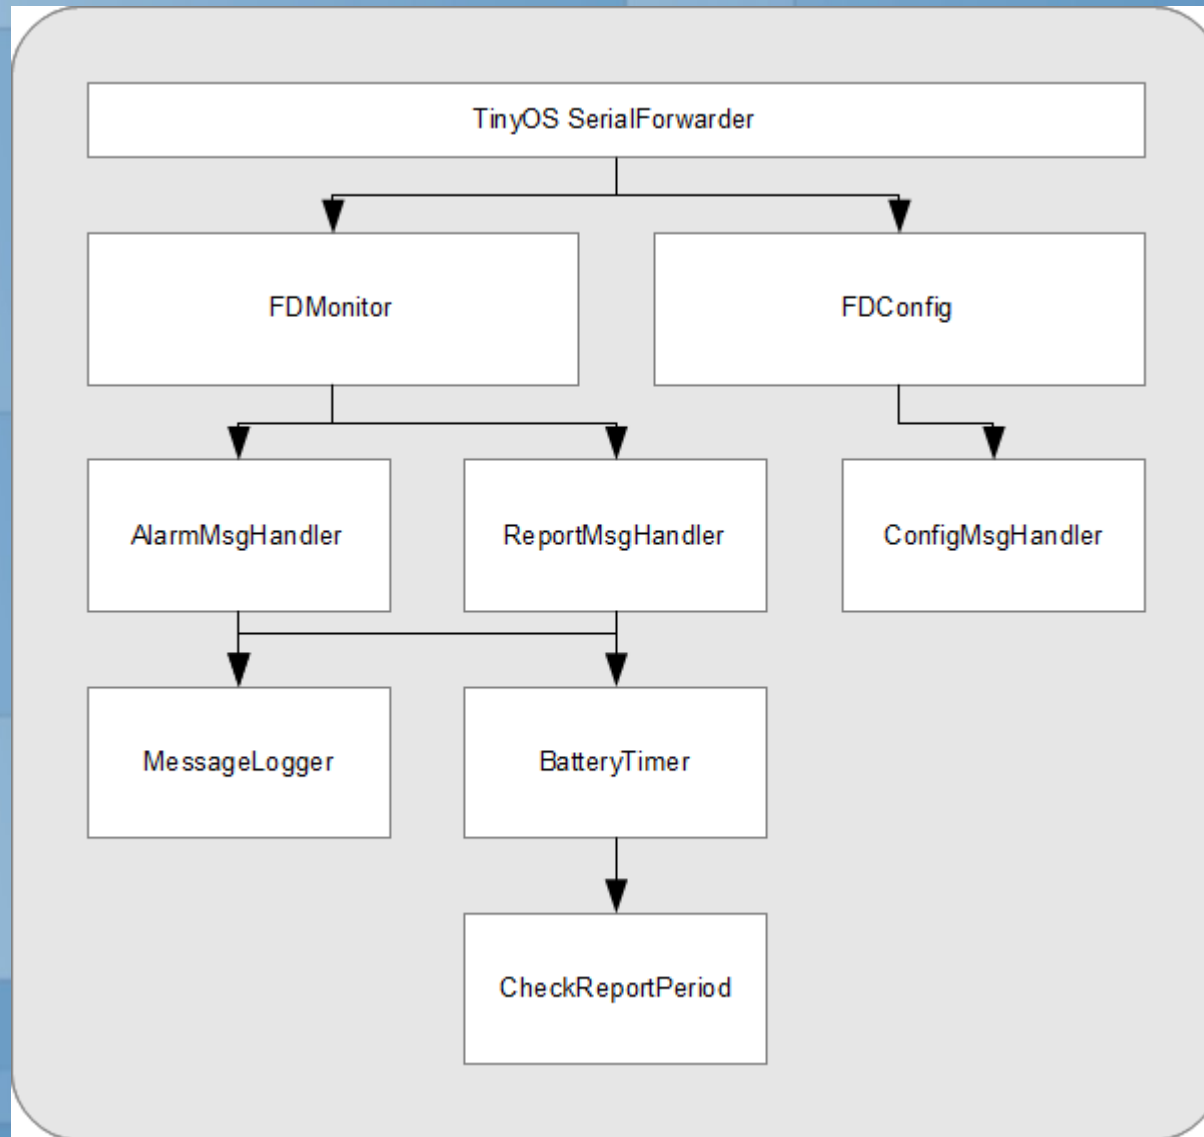 TinyOS SerialForwarder
FDMonitor
FDConfig
AlarmMsgHandler
ReportMsgHandler
ConfigMsgHandler
MessageLogger
BatteryTimer
CheckReportPeriod